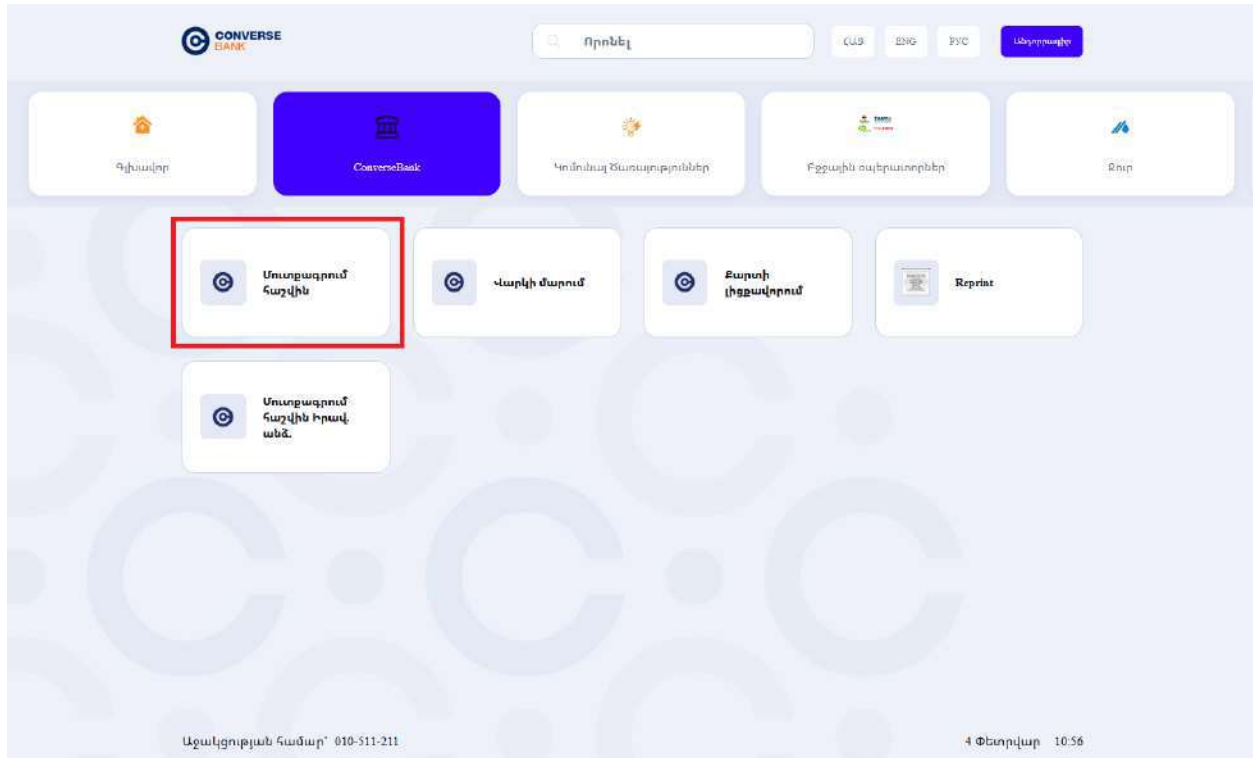 CONVERSE
BANK
Որոնել
ՀԱՅ
ENG
РУС
Անդորրագիր
Գլխավոր
ConverseBank
Կոմունալ Ծառայություններ
Բջջային օպերատորներ
Ջուր
Մուտքագրում
հաշվին
Վարկի մարում
Քարտի
լիցքավորում
Reprint
Մուտքագրում
հաշվին Իրավ.
անձ.
Աջակցության համար՝ 010-511-211
4 Փետրվար 10:56